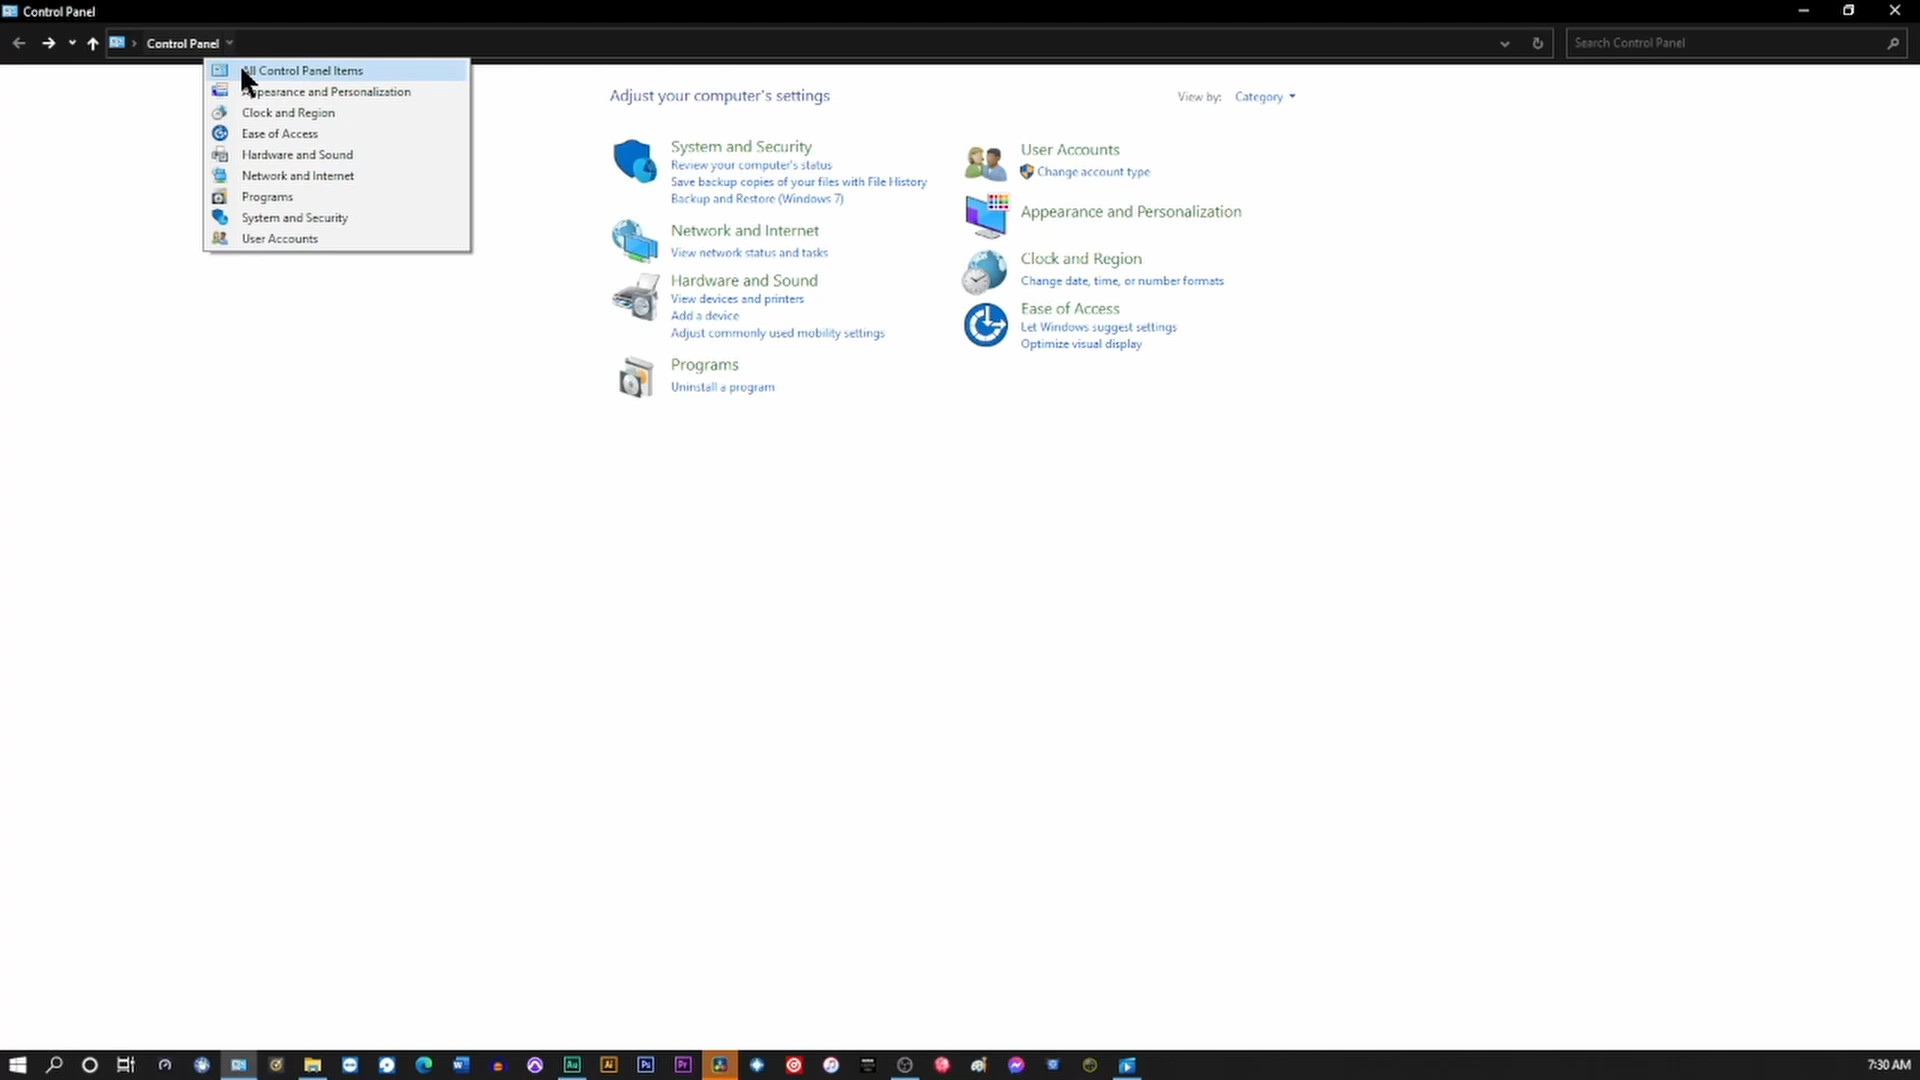 Control Panel
Control Panel
Search Control Panel
All Control Panel Items
Appearance and Personalization
Clock and Region
Ease of Access
Hardware and Sound
Network and Internet
Programs
System and Security
User Accounts
Adjust your computer's settings
View by: Category
System and Security
Review your computer's status
Save backup copies of your files with File History
Backup and Restore (Windows 7)
Network and Internet
View network status and tasks
Hardware and Sound
View devices and printers
Add a device
Adjust commonly used mobility settings
Programs
Uninstall a program
User Accounts
Change account type
Appearance and Personalization
Clock and Region
Change date, time, or number formats
Ease of Access
Let Windows suggest settings
Optimize visual display
Au
Ai
Ps
Pr
7:30 AM